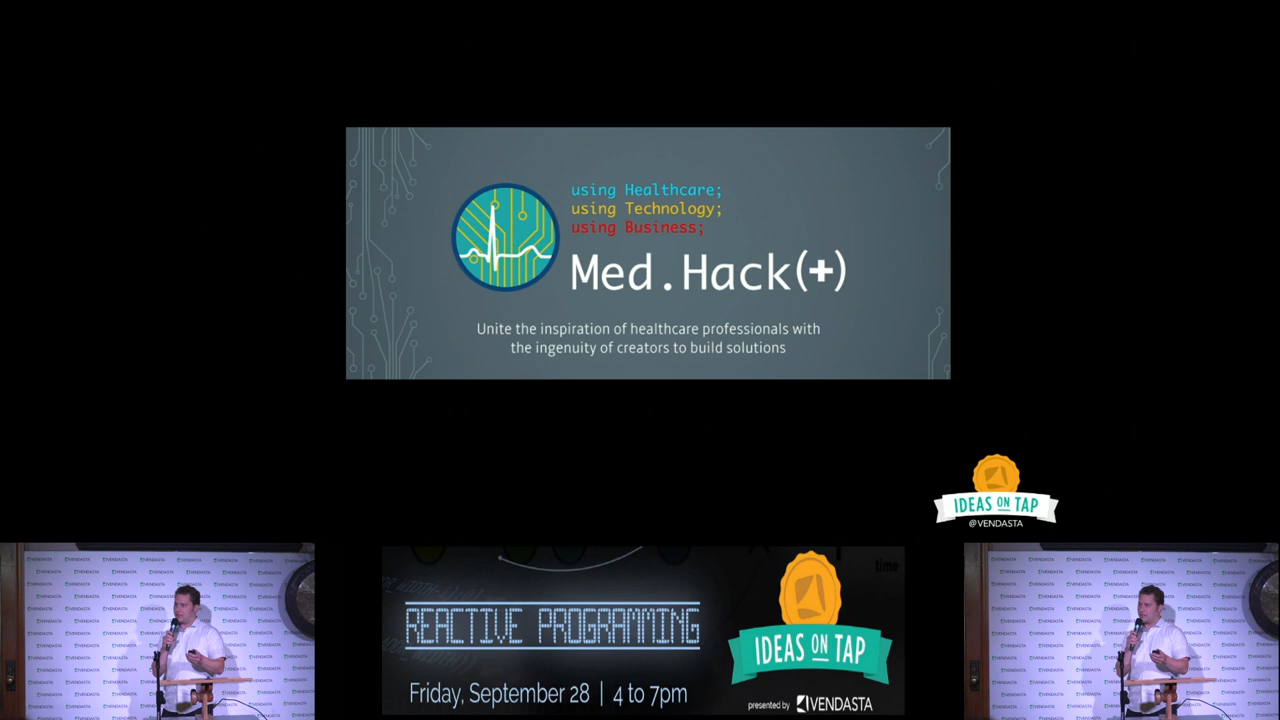 using Healthcare;
using Technology;
using Business;
Med.Hack(+)
Unite the inspiration of healthcare professionals with
the ingenuity of creators to build solutions
IDEAS ON TAP
@VENDASTA
time
REACTIVE PROGRAMMING
Friday, September 28 | 4 to 7pm
IDEAS ON TAP
presented by VENDASTA